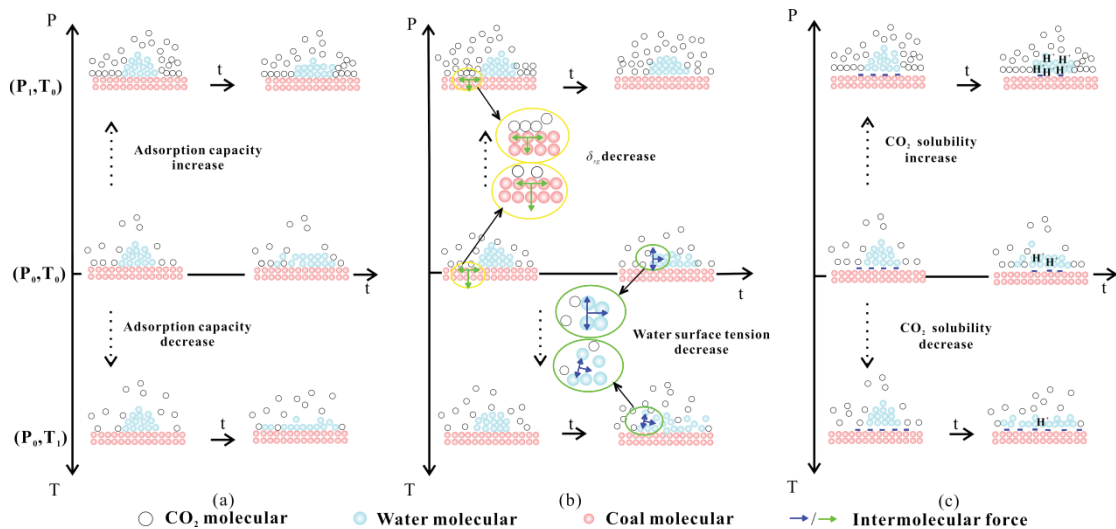 P
(P₁,T₀)
t
Adsorption capacity
increase
(P₀,T₀)
t
Adsorption capacity
decrease
(P₀,T₁)
t
T
(a)
P
t
δsg decrease
t
Water surface tension
decrease
t
T
(b)
P
t
H⁺ H⁺
H⁺ H⁺ H⁺
CO₂ solubility
increase
H⁺ H⁺
t
CO₂ solubility
decrease
H⁺
t
T
(c)
CO₂ molecular
Water molecular
Coal molecular
/
Intermolecular force